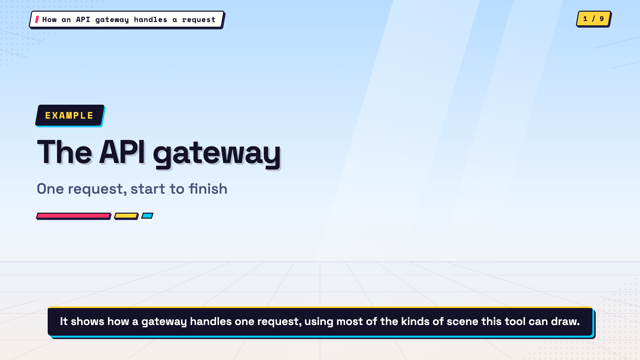 How an API gateway handles a request
1 / 9
EXAMPLE
The API gateway
One request, start to finish
It shows how a gateway handles one request, using most of the kinds of scene this tool can draw.